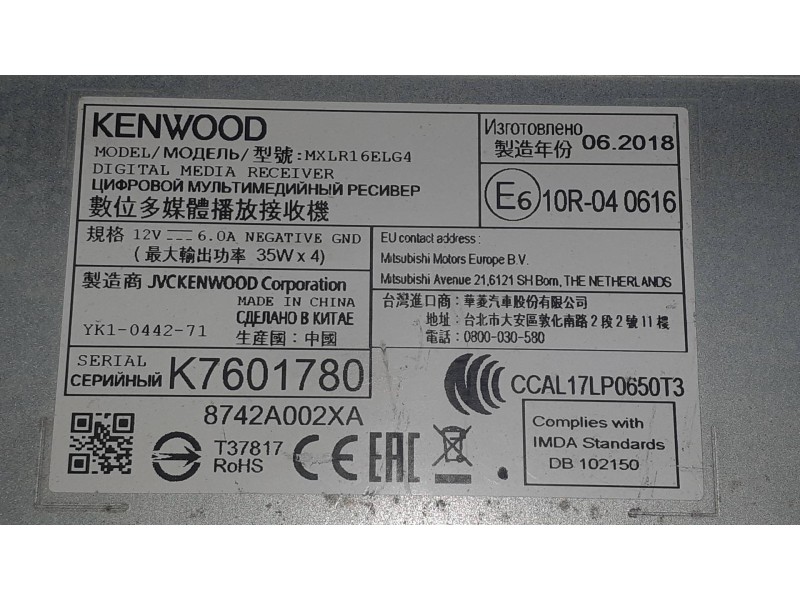 KENWOOD
MODEL/МОДЕЛЬ/型號:MXLR16ELG4
DIGITAL MEDIA RECEIVER
ЦИФРОВОЙ МУЛЬТИМЕДИЙНЫЙ РЕСИВЕР
數位多媒體播放接收機
Изготовлено
製造年份 06.2018
E6 10R-04 0616
規格 12V 6.0A NEGATIVE GND
(最大輸出功率 35W x 4)
EU contact address :
Mitsubishi Motors Europe B.V.
Mitsubishi Avenue 21,6121 SH Born, THE NETHERLANDS
製造商 JVCKENWOOD Corporation
MADE IN CHINA
СДЕЛАНО В КИТАЕ
YK1-0442-71
生産國：中國
台灣進口商：華菱汽車股份有限公司
地址：台北市大安區敦化南路2段2號11樓
電話：0800-030-580
SERIAL
СЕРИЙНЫЙ K7601780
8742A002XA
CCAL17LP0650T3
T37817
RoHS
CE EAC
Complies with
IMDA Standards
DB 102150